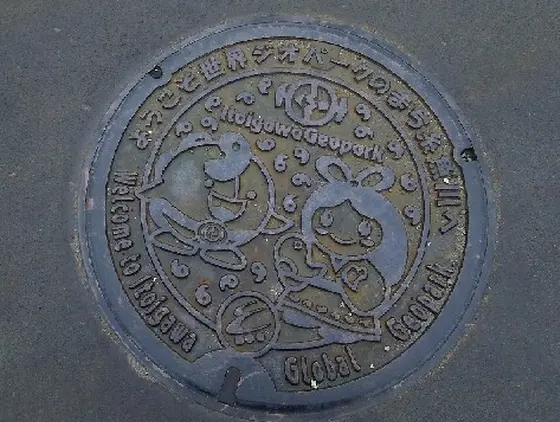 ようこそ世界ジオパークのまち糸魚川へ
Itoigawa Geopark
Welcome to Itoigawa
Global Geopark